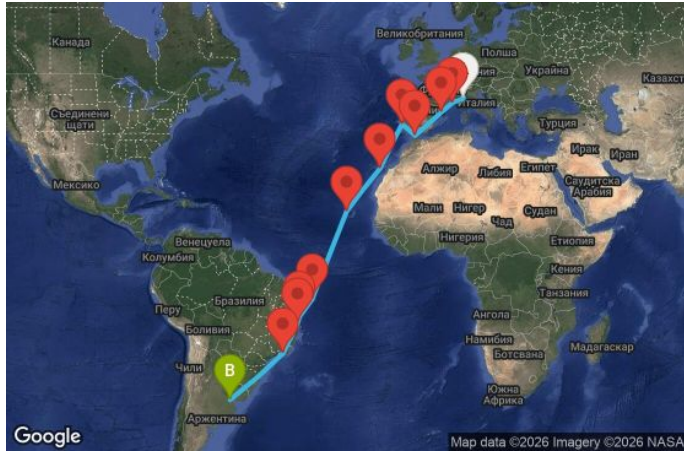 Великобритания
Канада
Полша
Украйна
Казахст
Италия
Съединени
щати
Турция
Мексико
Алжир
Либия
Египет
Ирак
Иран
Саудитска
Арабия
Мали
Нигер
Чад
Судан
Венецуела
Колумбия
Нигерия
Етиопия
Кения
Танзания
Перу
Бразилия
Боливия
Ангола
Намибия
Ботсвана
Мадагаскар
Чили
B
Южна
Африка
Аржентина
Google
Map data ©2026 Imagery ©2026 NASA